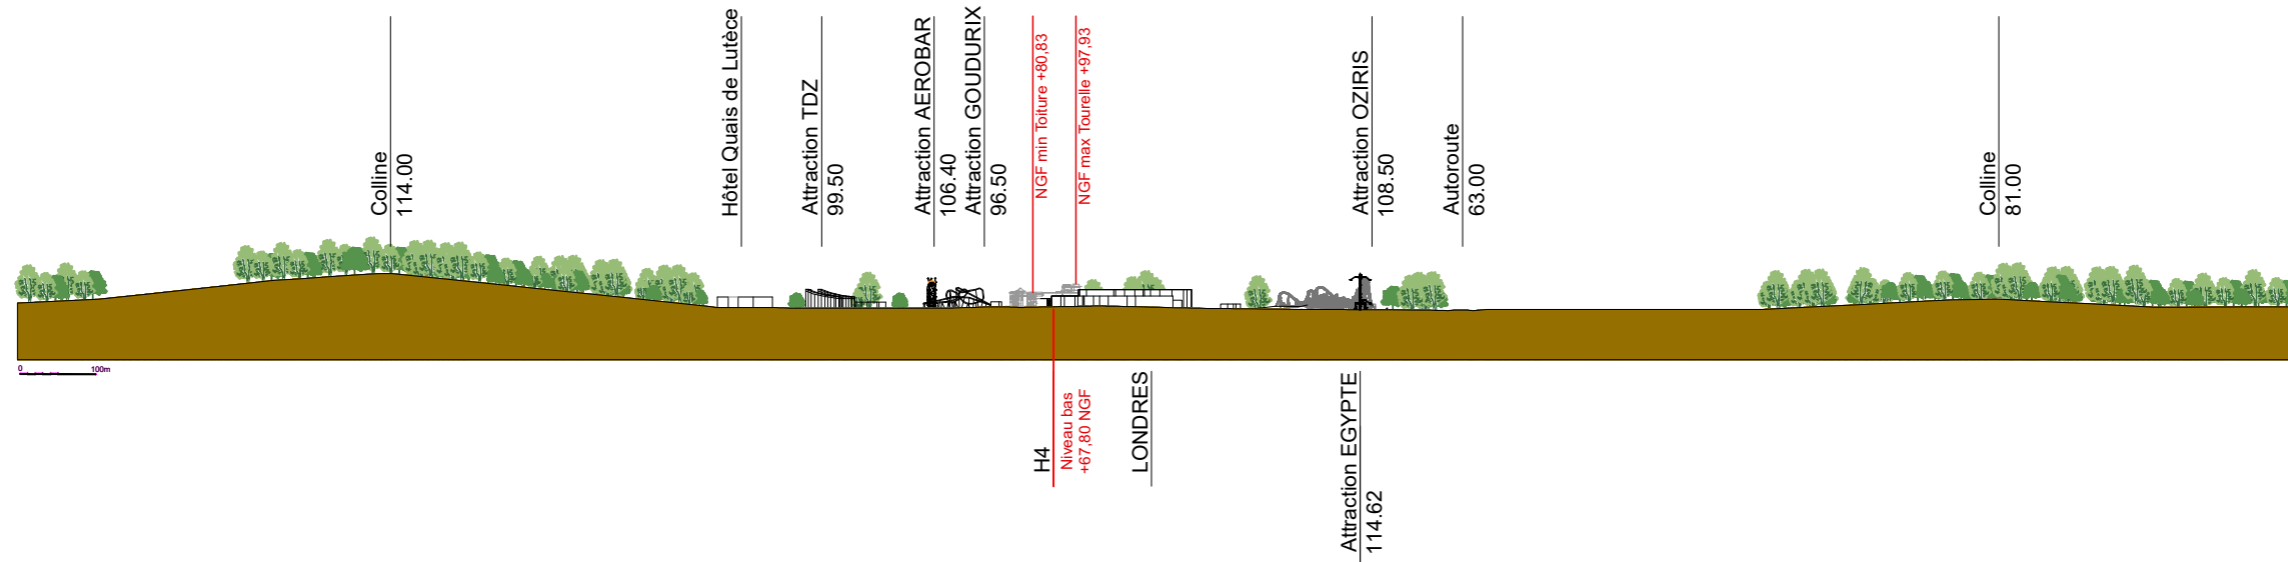 Colline
114.00
Hôtel Quais de Lutèce
Attraction TDZ
99.50
Attraction AEROBAR
106.40
Attraction GOUDURIX
96.50
NGF min Toiture +80,83
NGF max Tourelle +97,93
Attraction OZIRIS
108.50
Autoroute
63.00
Colline
81.00
0
100m
H4
Niveau bas
+67,80 NGF
LONDRES
Attraction EGYPTE
114.62